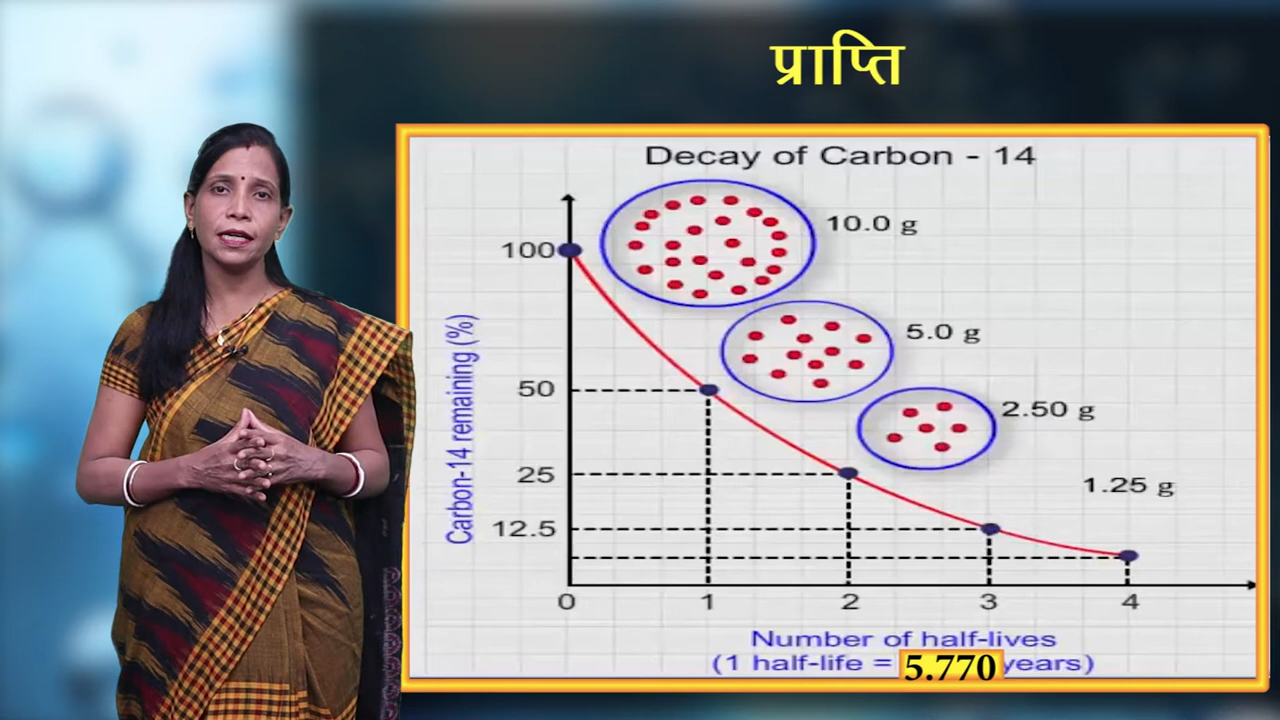 प्राप्ति
Decay of Carbon - 14
10.0 g
100
5.0 g
50
2.50 g
25
1.25 g
12.5
Carbon-14 remaining (%)
0 1 2 3 4
Number of half-lives
(1 half-life = 5.770 years)